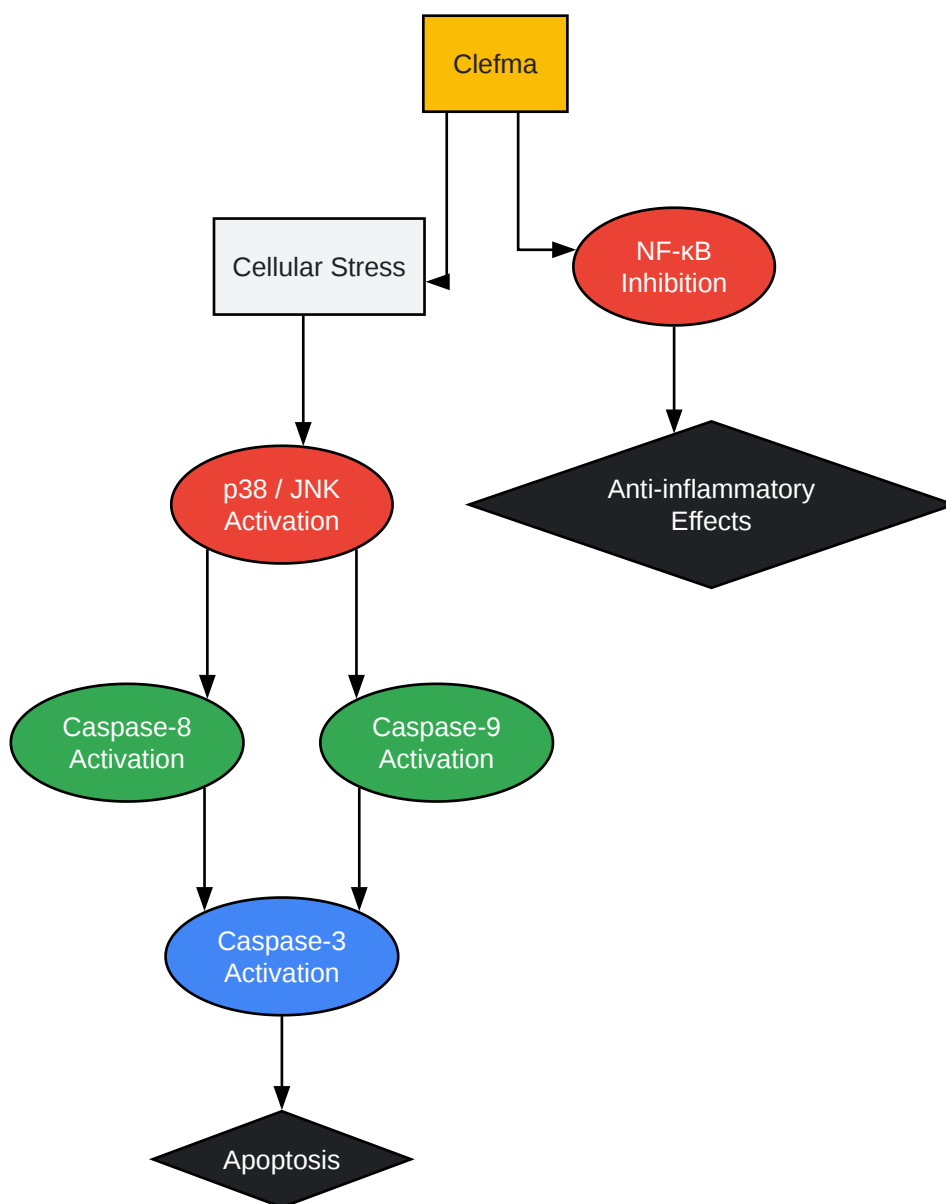 Clefma
Cellular Stress
NF-κB
Inhibition
p38 / JNK
Activation
Anti-inflammatory
Effects
Caspase-8
Activation
Caspase-9
Activation
Caspase-3
Activation
Apoptosis